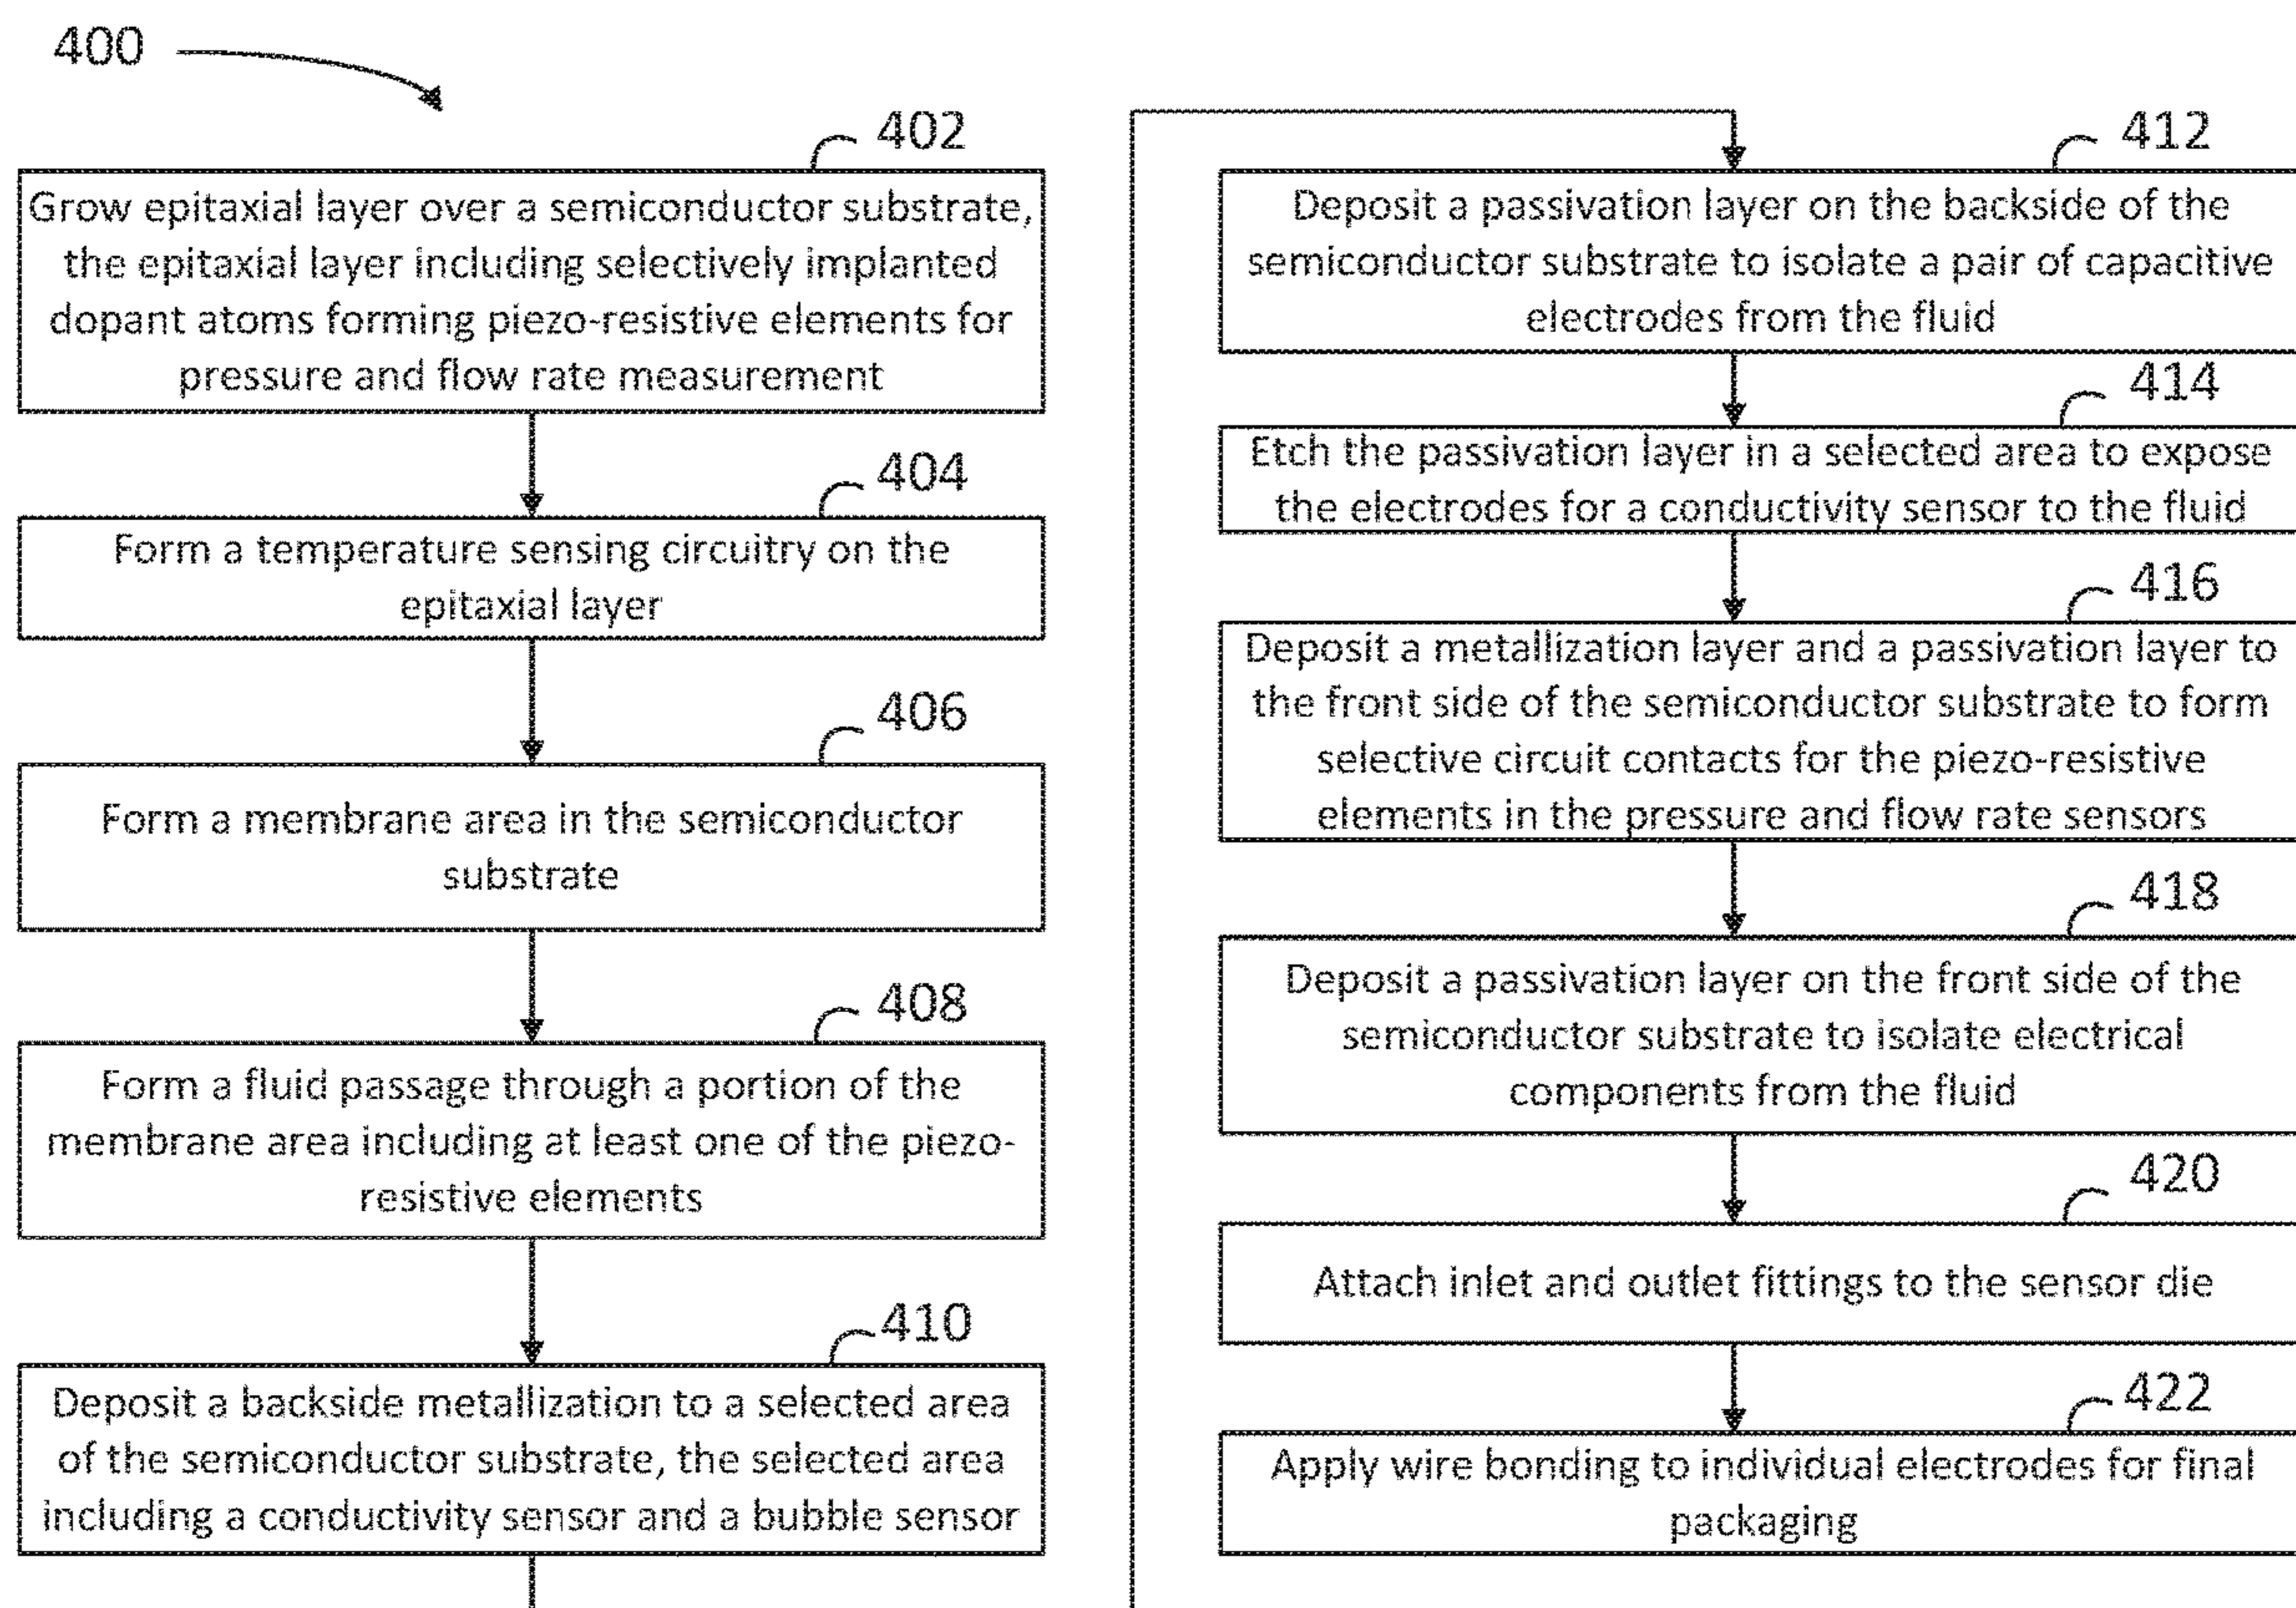 400
402
Grow epitaxial layer over a semiconductor substrate,
the epitaxial layer including selectively implanted
dopant atoms forming piezo-resistive elements for
pressure and flow rate measurement
404
Form a temperature sensing circuitry on the
epitaxial layer
406
Form a membrane area in the semiconductor
substrate
408
Form a fluid passage through a portion of the
membrane area including at least one of the piezo-
resistive elements
410
Deposit a backside metallization to a selected area
of the semiconductor substrate, the selected area
including a conductivity sensor and a bubble sensor
412
Deposit a passivation layer on the backside of the
semiconductor substrate to isolate a pair of capacitive
electrodes from the fluid
414
Etch the passivation layer in a selected area to expose
the electrodes for a conductivity sensor to the fluid
416
Deposit a metallization layer and a passivation layer to
the front side of the semiconductor substrate to form
selective circuit contacts for the piezo-resistive
elements in the pressure and flow rate sensors
418
Deposit a passivation layer on the front side of the
semiconductor substrate to isolate electrical
components from the fluid
420
Attach inlet and outlet fittings to the sensor die
422
Apply wire bonding to individual electrodes for final
packaging